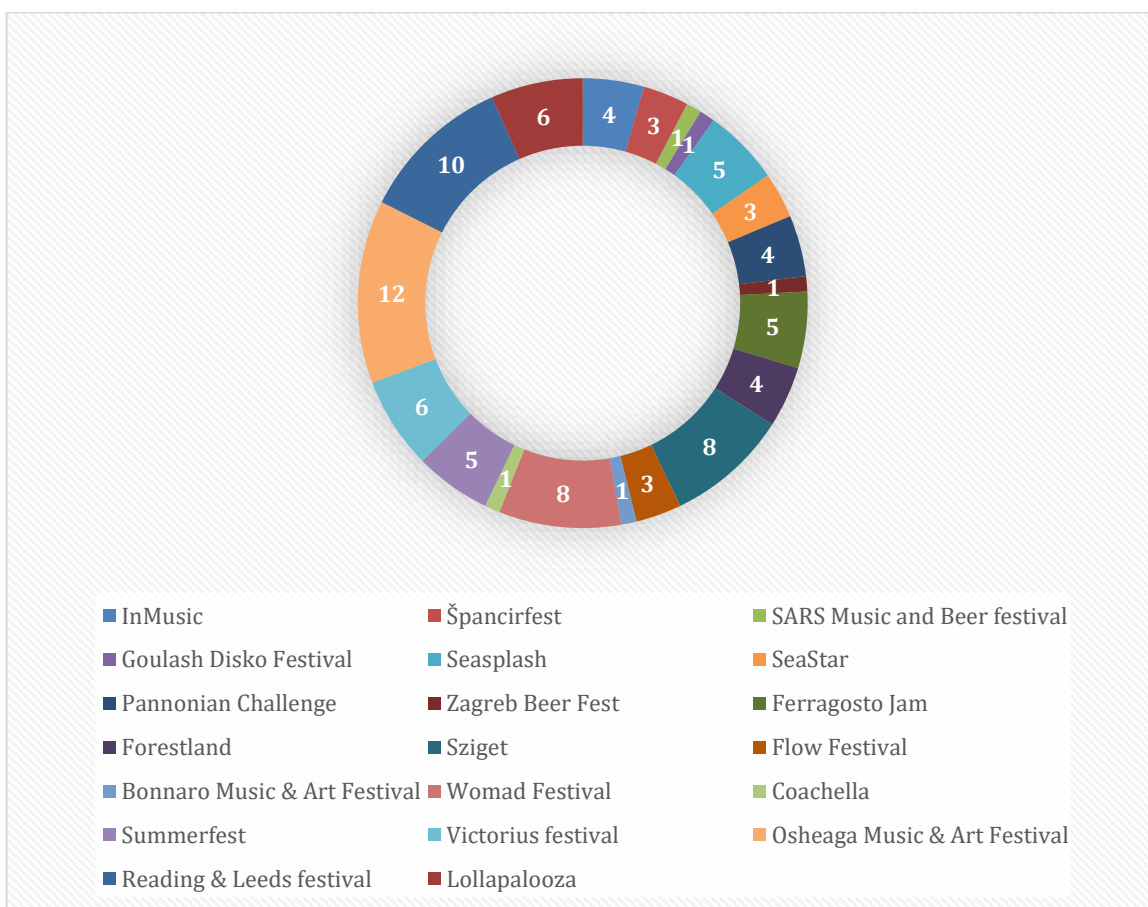 4
3
1
1
5
3
4
1
5
4
8
3
1
8
1
5
6
12
10
6
InMusic Špancirfest SARS Music and Beer festival
Goulash Disko Festival Seasplash SeaStar
Pannonian Challenge Zagreb Beer Fest Ferragosto Jam
Forestland Sziget Flow Festival
Bonnaro Music & Art Festival Womad Festival Coachella
Summerfest Victorius festival Osheaga Music & Art Festival
Reading & Leeds festival Lollapalooza